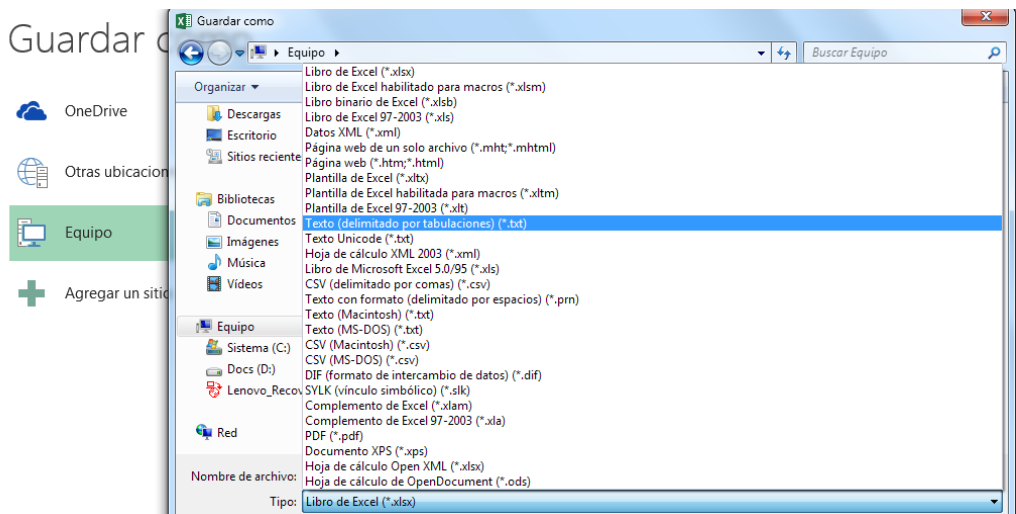 Guardar c
OneDrive
Otras ubicacion
Equipo
Agregar un sitio
Guardar como
Equipo
Buscar Equipo
Organizar
Descargas
Escritorio
Sitios reciente
Bibliotecas
Documentos
Imágenes
Música
Vídeos
Equipo
Sistema (C:)
Docs (D:)
Lenovo_Recov
Red
Libro de Excel (*.xlsx)
Libro de Excel habilitado para macros (*.xlsm)
Libro binario de Excel (*.xlsb)
Libro de Excel 97-2003 (*.xls)
Datos XML (*.xml)
Página web de un solo archivo (*.mht;*.mhtml)
Página web (*.htm;*.html)
Plantilla de Excel (*.xltx)
Plantilla de Excel habilitada para macros (*.xltm)
Plantilla de Excel 97-2003 (*.xlt)
Texto (delimitado por tabulaciones) (*.txt)
Texto Unicode (*.txt)
Hoja de cálculo XML 2003 (*.xml)
Libro de Microsoft Excel 5.0/95 (*.xls)
CSV (delimitado por comas) (*.csv)
Texto con formato (delimitado por espacios) (*.prn)
Texto (Macintosh) (*.txt)
Texto (MS-DOS) (*.txt)
CSV (Macintosh) (*.csv)
CSV (MS-DOS) (*.csv)
DIF (formato de intercambio de datos) (*.dif)
SYLK (vínculo simbólico) (*.slk)
Complemento de Excel (*.xlam)
Complemento de Excel 97-2003 (*.xla)
PDF (*.pdf)
Documento XPS (*.xps)
Hoja de cálculo Open XML (*.xlsx)
Hoja de cálculo de OpenDocument (*.ods)
Nombre de archivo:
Tipo: Libro de Excel (*.xlsx)